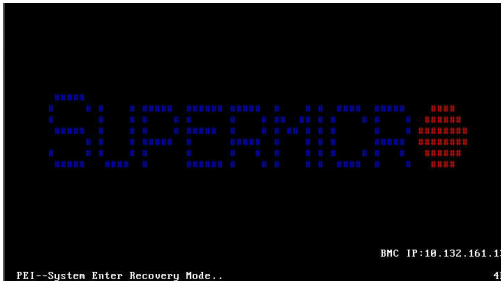 SUPERMICRO
BMC IP:10.132.161.1
PEI--System Enter Recovery Mode..